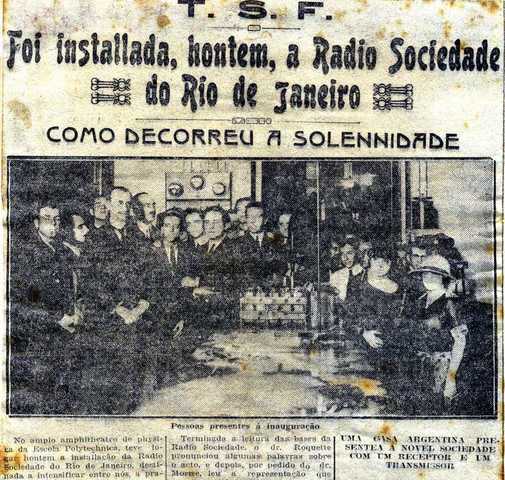 T. S. F.
Foi installada, hontem, a Radio Sociedade
do Rio de Janeiro
COMO DECORREU A SOLENNIDADE
Pessoas presentes á inauguração
No amplo amphitheatro de physi-
ca da Escola Polytechnica, teve lo-
gar hontem a installação da Radio
Sociedade do Rio de Janeiro, desti-
nada a intensificar entre nós, a pra-
Terminada a leitura das bases da
Radio Sociedade, o dr. Roquette
pronunciou algumas palavras sobre
o acto, e depois, por pedido do dr.
Morize, leu a representação que
UMA CASA ARGENTINA PRE-
SENTEA A NOVEL SOCIEDADE
COM UM RECEPTOR E UM
TRANSMISSOR